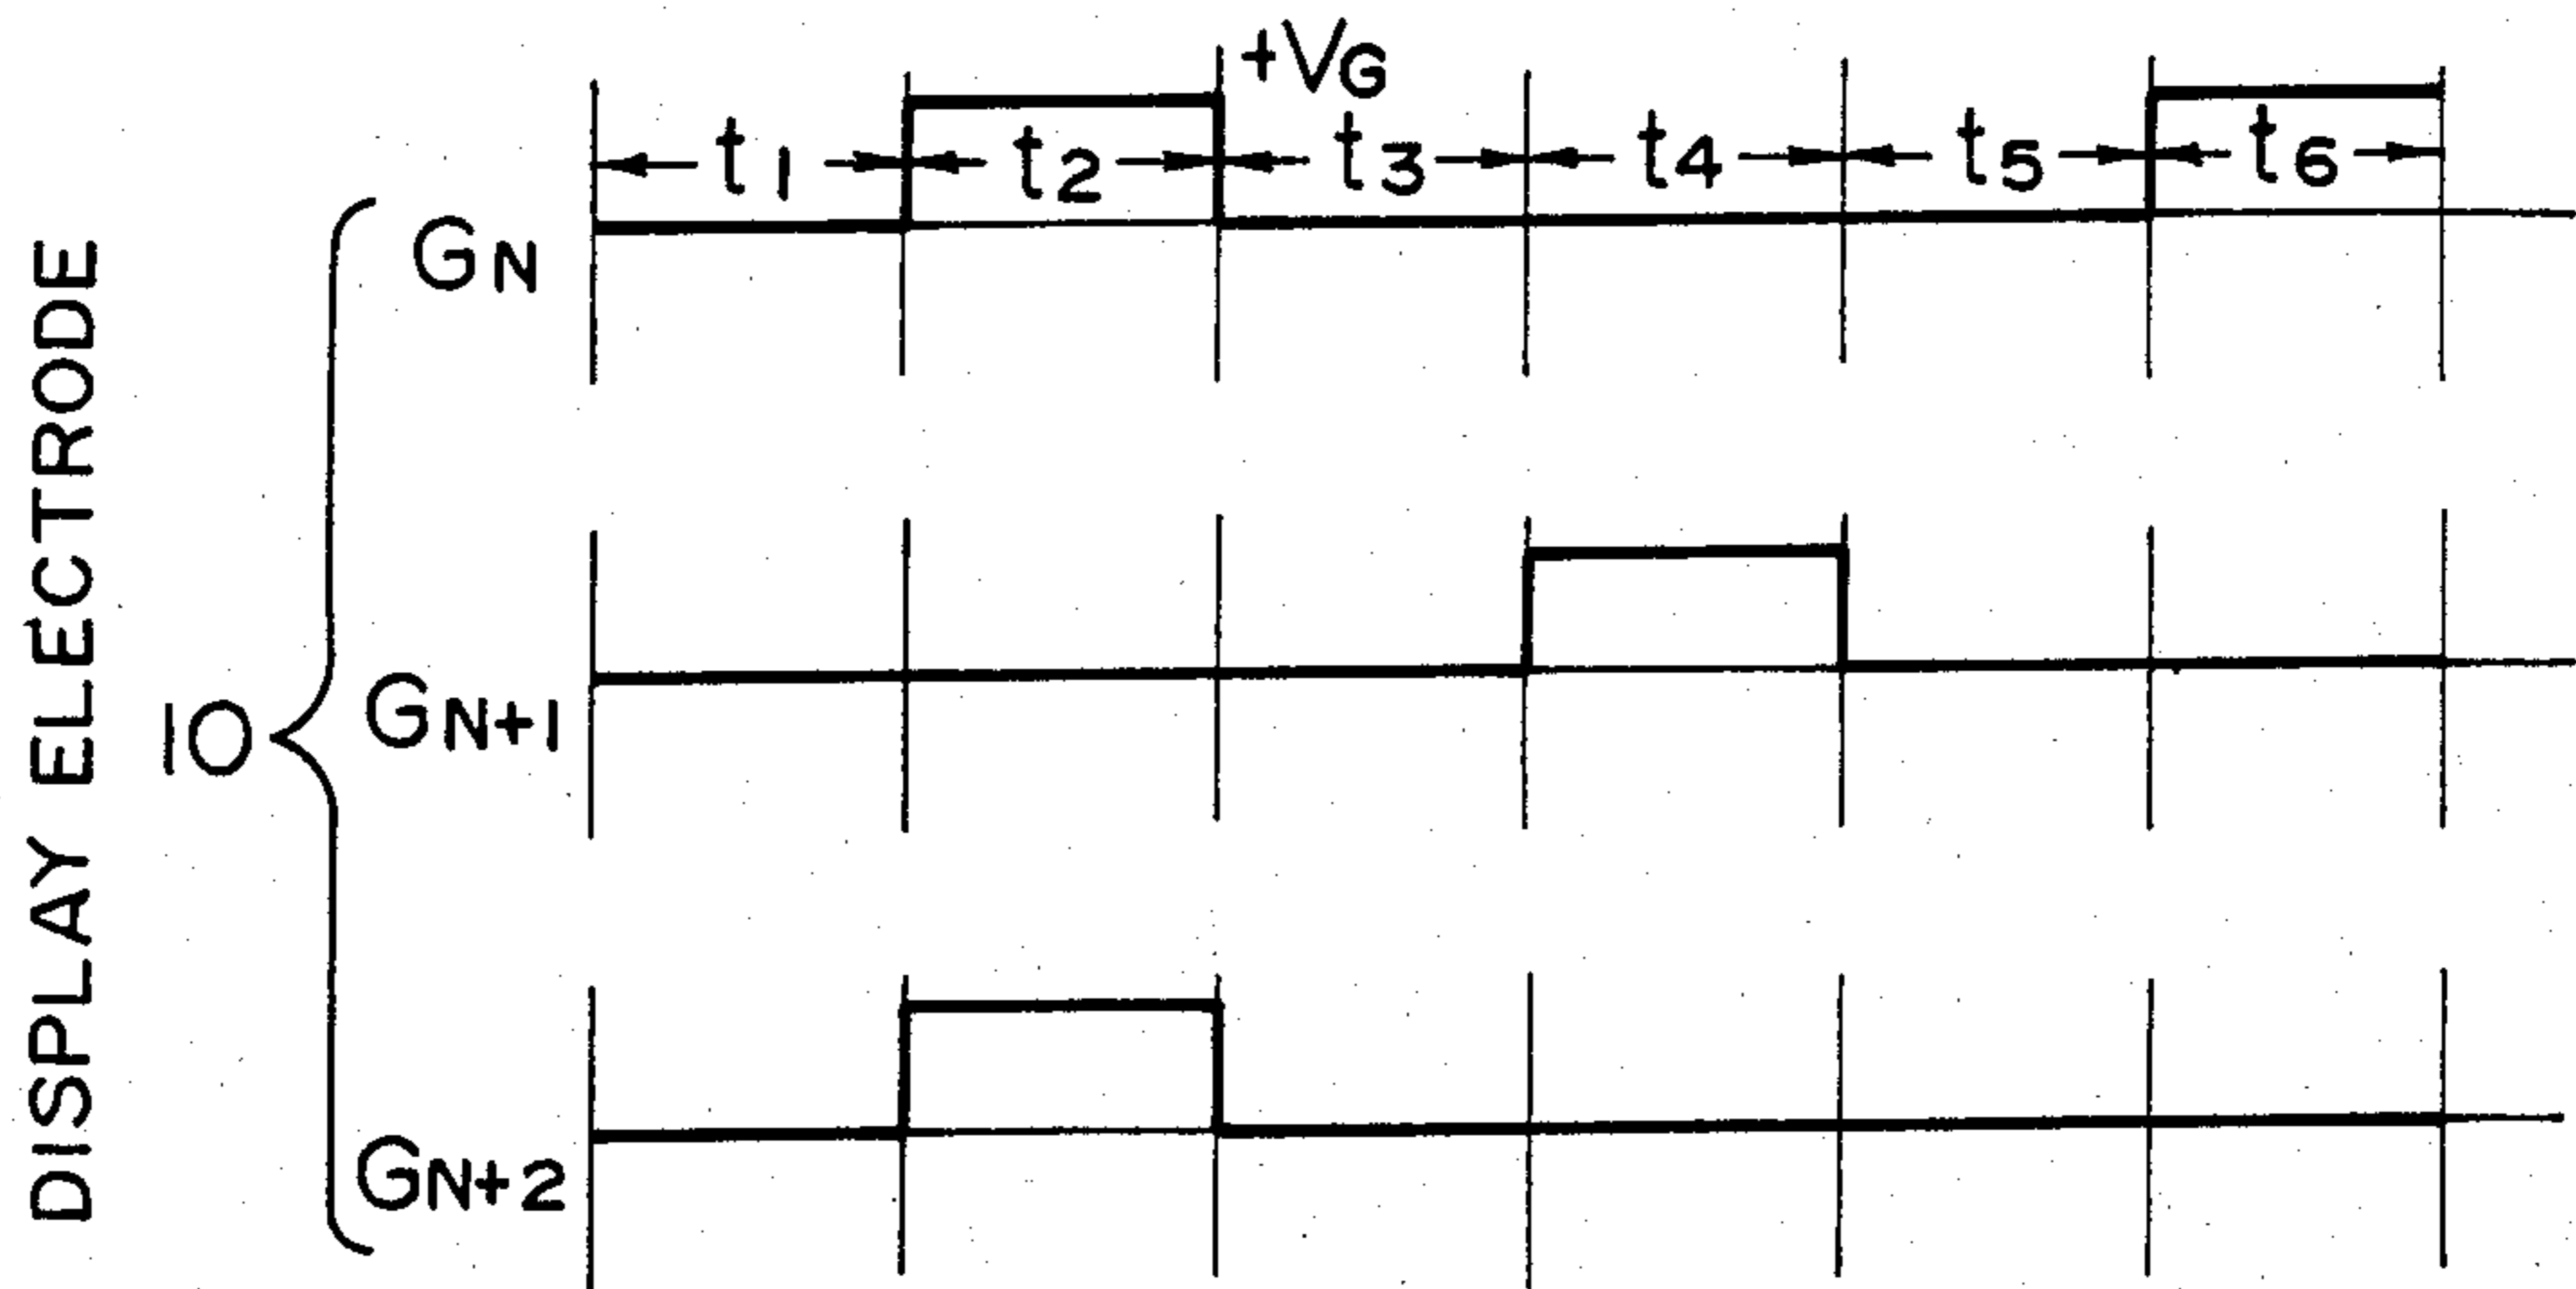 +VG
t1 t2 t3 t4 t5 t6
GN
DISPLAY ELECTRODE
10
GN+1
GN+2